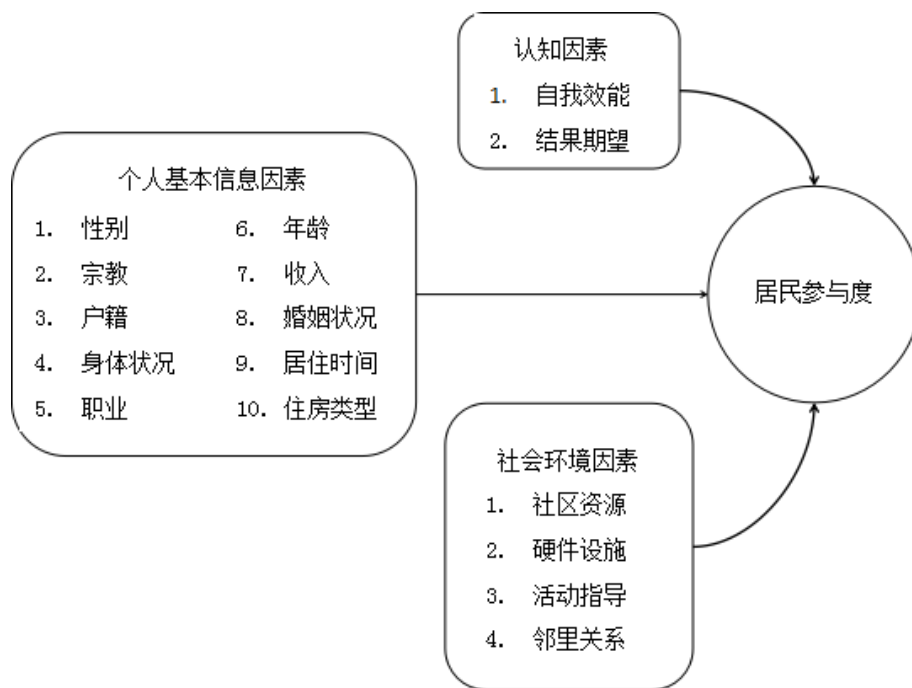 认知因素
1. 自我效能
2. 结果期望
个人基本信息因素
1. 性别 6. 年龄
2. 宗教 7. 收入
3. 户籍 8. 婚姻状况
4. 身体状况 9. 居住时间
5. 职业 10. 住房类型
居民参与度
社会环境因素
1. 社区资源
2. 硬件设施
3. 活动指导
4. 邻里关系